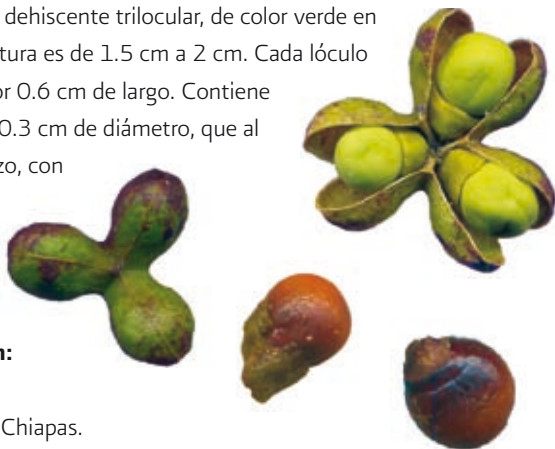 dehiscente trilocular, de color verde en
tura es de 1.5 cm a 2 cm. Cada lóculo
or 0.6 cm de largo. Contiene
0.3 cm de diámetro, que al
zo, con
n:
Chiapas.